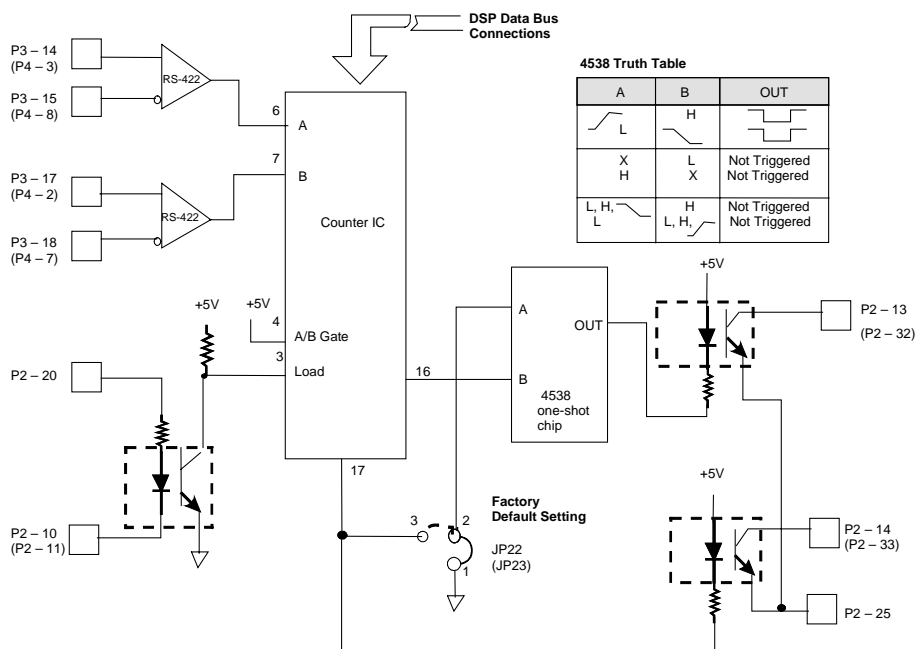 DSP Data Bus
Connections
P3 – 14
(P4 – 3)
RS-422
P3 – 15
(P4 – 8)
6
A
7
B
P3 – 17
(P4 – 2)
RS-422
P3 – 18
(P4 – 7)
Counter IC
4538 Truth Table
A B OUT
L H
X L Not Triggered
H X Not Triggered
L, H, H Not Triggered
L L, H, Not Triggered
+5V
+5V
4
A/B Gate
3
Load
16
17
P2 – 20
P2 – 10
(P2 – 11)
A
OUT
B
4538
one-shot
chip
+5V
P2 – 13
(P2 – 32)
Factory
Default Setting
3
2
1
JP22
(JP23)
+5V
P2 – 14
(P2 – 33)
P2 – 25